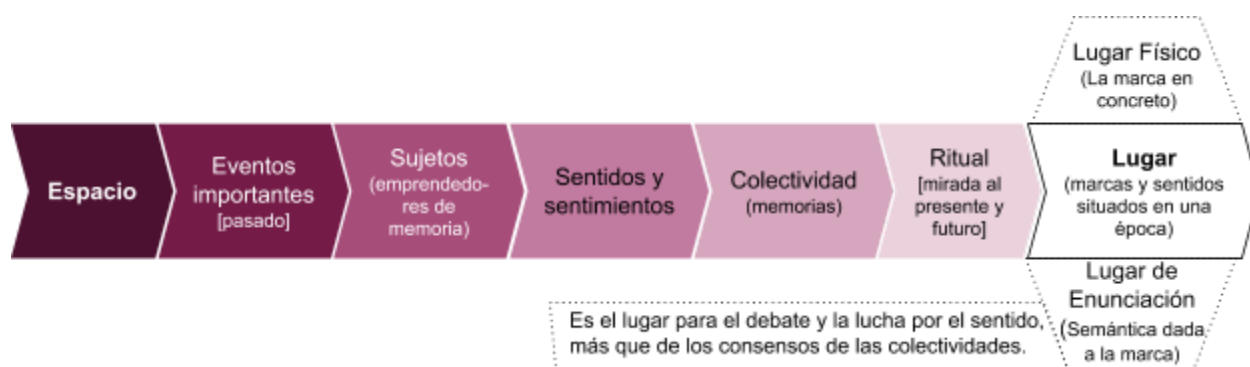 Espacio
Eventos
importantes
[pasado]
Sujetos
(emprendedo-
res de
memoria)
Sentidos y
sentimientos
Colectividad
(memorias)
Ritual
[mirada al
presente y
futuro]
Lugar Físico
(La marca en
concreto)
Lugar
(marcas y sentidos
situados en una
época)
Lugar de
Enunciación
(Semántica dada
a la marca)
Es el lugar para el debate y la lucha por el sentido,
más que de los consensos de las colectividades.